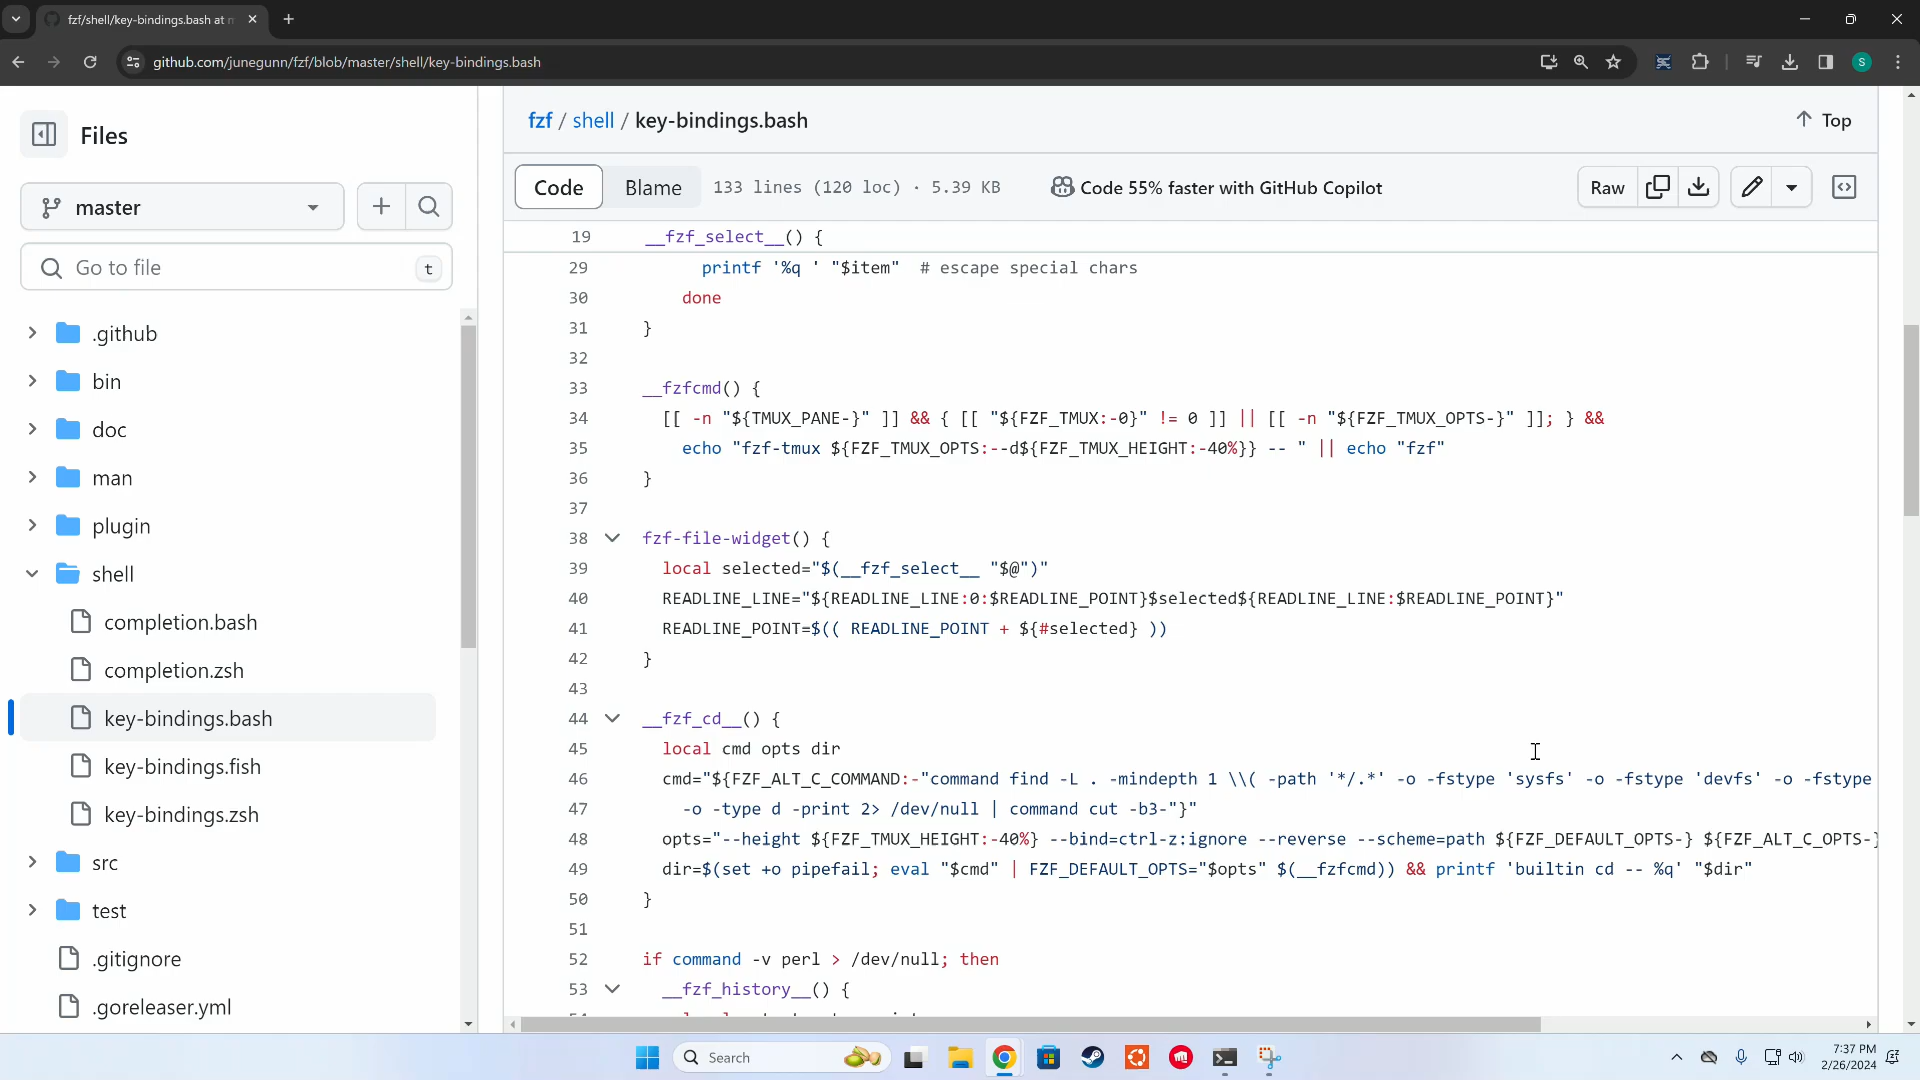 fzf/shell/key-bindings.bash at m
github.com/junegunn/fzf/blob/master/shell/key-bindings.bash
S
Files
master
Go to file
t
.github
bin
doc
man
plugin
shell
completion.bash
completion.zsh
key-bindings.bash
key-bindings.fish
key-bindings.zsh
src
test
.gitignore
.goreleaser.yml
fzf / shell / key-bindings.bash
Top
Code
Blame
133 lines (120 loc) · 5.39 KB
Code 55% faster with GitHub Copilot
Raw
19 __fzf_select__() {
29 printf '%q ' "$item"  # escape special chars
30 done
31 }
32
33 __fzfcmd() {
34 [[ -n "${TMUX_PANE-}" ]] && { [[ "${FZF_TMUX:-0}" != 0 ]] || [[ -n "${FZF_TMUX_OPTS-}" ]]; } &&
35 echo "fzf-tmux ${FZF_TMUX_OPTS:--d${FZF_TMUX_HEIGHT:-40%}} -- " || echo "fzf"
36 }
37
38 fzf-file-widget() {
39 local selected="$(__fzf_select__ "$@")"
40 READLINE_LINE="${READLINE_LINE:0:$READLINE_POINT}$selected${READLINE_LINE:$READLINE_POINT}"
41 READLINE_POINT=$(( READLINE_POINT + ${#selected} ))
42 }
43
44 __fzf_cd__() {
45 local cmd opts dir
46 cmd="${FZF_ALT_C_COMMAND:-"command find -L . -mindepth 1 \\( -path '*/.*' -o -fstype 'sysfs' -o -fstype 'devfs' -o -fstype
47 -o -type d -print 2> /dev/null | command cut -b3-"}"
48 opts="--height ${FZF_TMUX_HEIGHT:-40%} --bind=ctrl-z:ignore --reverse --scheme=path ${FZF_DEFAULT_OPTS-} ${FZF_ALT_C_OPTS-}
49 dir=$(set +o pipefail; eval "$cmd" | FZF_DEFAULT_OPTS="$opts" $(__fzfcmd)) && printf 'builtin cd -- %q' "$dir"
50 }
51
52 if command -v perl > /dev/null; then
53 __fzf_history__() {
Search
7:37 PM
2/26/2024